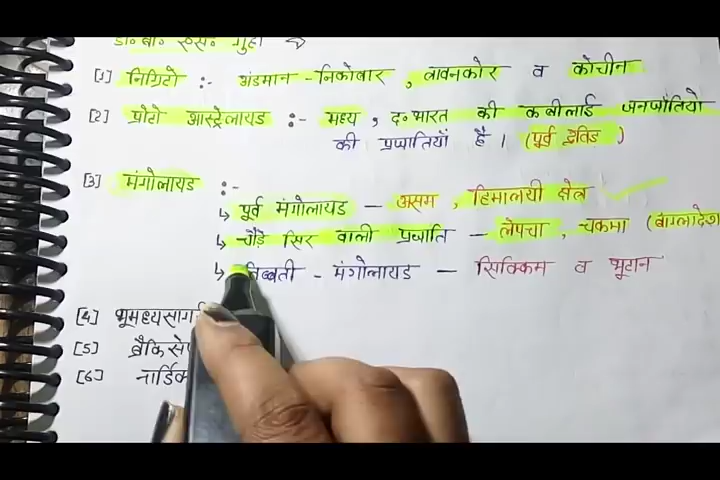 डॉ. बी. एस. गुहा →
[1] निग्रिटो :- अंडमान - निकोबार, त्रावनकोर व कोचीन
[2] प्रोटो आस्ट्रेलायड :- मध्य, द. भारत की कबीलाई जनजातियो
की प्रजातियाँ हैं। (पूर्व द्रविड)
[3] मंगोलायड :-
↳ पूर्व मंगोलायड - असम, हिमालयी क्षेत्र
↳ चौड़े सिर वाली प्रजाति - लेपचा, चकमा (बांग्लादेश
↳ तिब्बती - मंगोलायड - सिक्किम व भूटान
[4] भूमध्यसाग
[5]
[6] नार्डिक